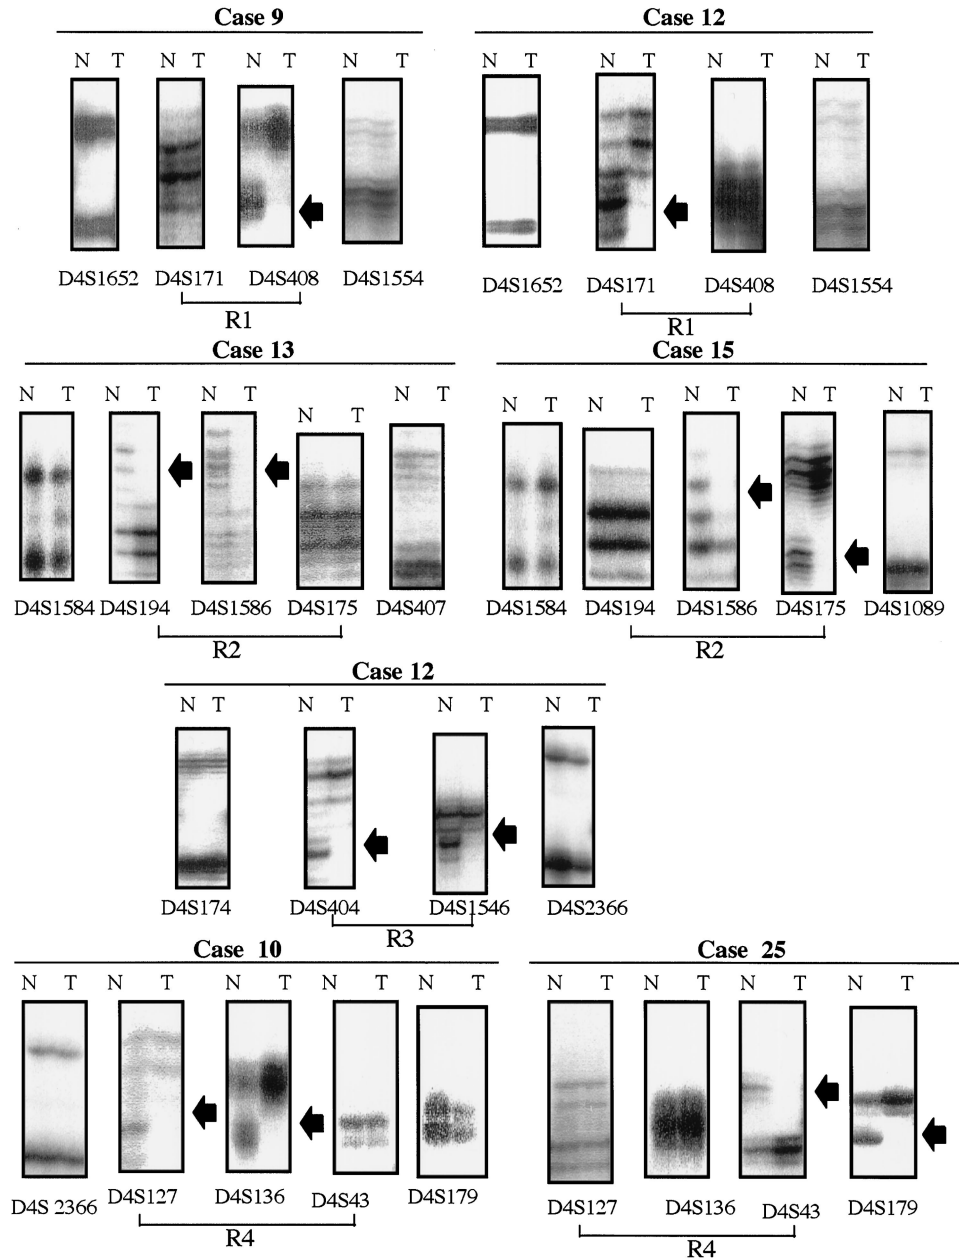 Case 9
Case 12
N T N T N T N T
N T N T N T N T
D4S1652 D4S171 D4S408 D4S1554
D4S1652 D4S171 D4S408 D4S1554
R1
R1
Case 13
Case 15
N T N T N T N T N T
N T N T N T N T N T
D4S1584 D4S194 D4S1586 D4S175 D4S407
D4S1584 D4S194 D4S1586 D4S175 D4S1089
R2
R2
Case 12
N T N T N T N T
D4S174 D4S404 D4S1546 D4S2366
R3
Case 10
Case 25
N T N T N T N T N T
N T N T N T N T
D4S 2366 D4S127 D4S136 D4S43 D4S179
D4S127 D4S136 D4S43 D4S179
R4
R4